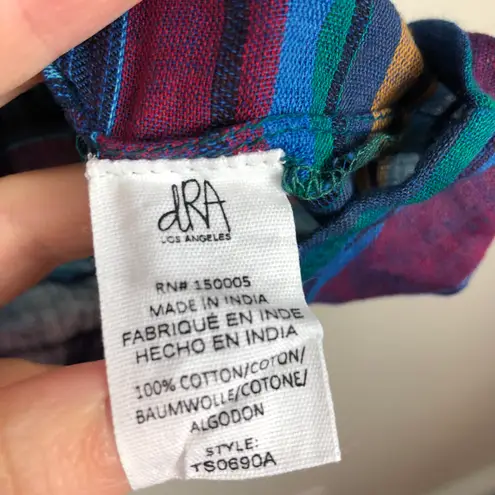 dRA
LOS ANGELES
RN# 150005
MADE IN INDIA
FABRIQUÉ EN INDE
HECHO EN INDIA
100% COTTON/COTON/
BAUMWOLLE/COTONE/
ALGODON
STYLE:
TS0690A